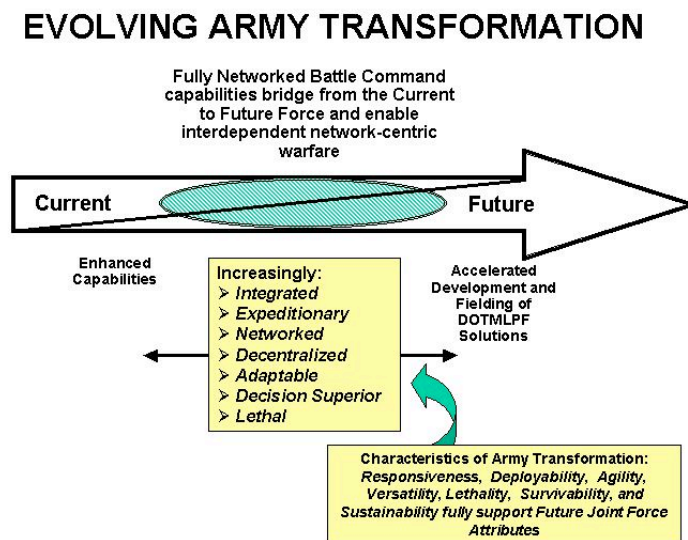 EVOLVING ARMY TRANSFORMATION
Fully Networked Battle Command
capabilities bridge from the Current
to Future Force and enable
interdependent network-centric
warfare
Current
Future
Enhanced
Capabilities
Increasingly:
➢ Integrated
➢ Expeditionary
➢ Networked
➢ Decentralized
➢ Adaptable
➢ Decision Superior
➢ Lethal
Accelerated
Development and
Fielding of
DOTMLPF
Solutions
Characteristics of Army Transformation:
Responsiveness, Deployability, Agility,
Versatility, Lethality, Survivability, and
Sustainability fully support Future Joint Force
Attributes